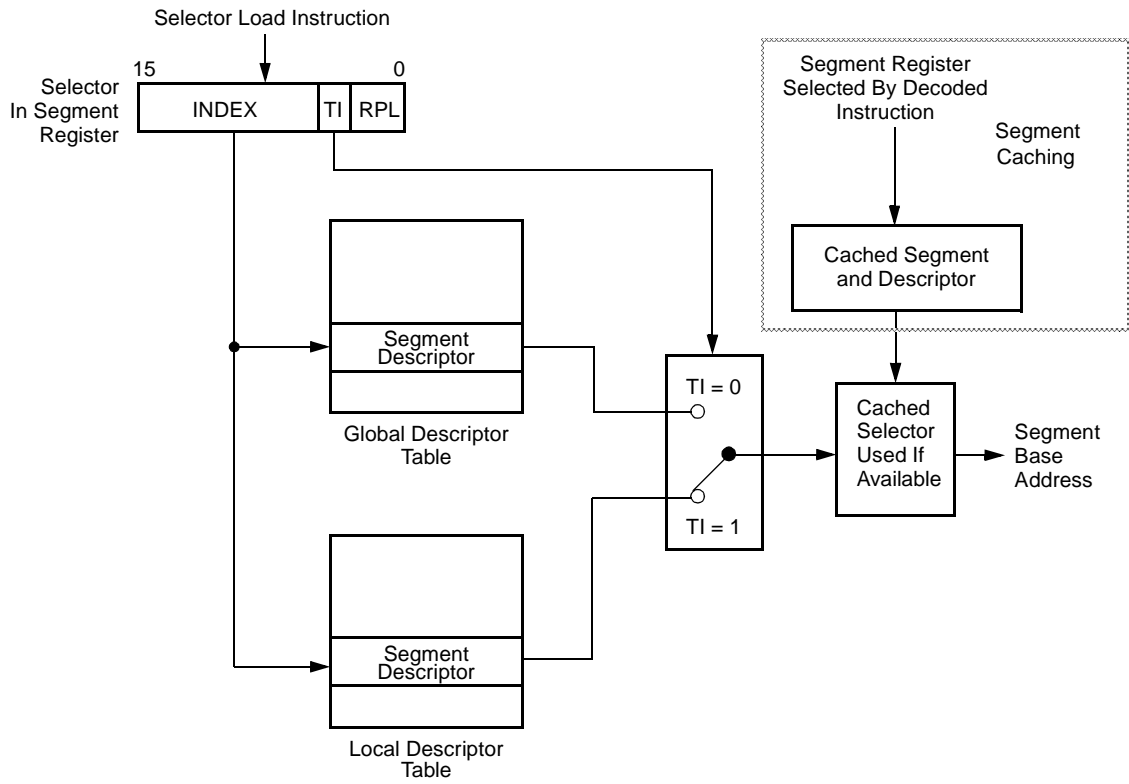 Selector Load Instruction
15 0
Selector
In Segment
Register
INDEX TI RPL
Segment Register
Selected By Decoded
Instruction
Segment
Caching
Cached Segment
and Descriptor
Segment
Descriptor
Global Descriptor
Table
TI = 0
TI = 1
Cached
Selector
Used If
Available
Segment
Base
Address
Segment
Descriptor
Local Descriptor
Table